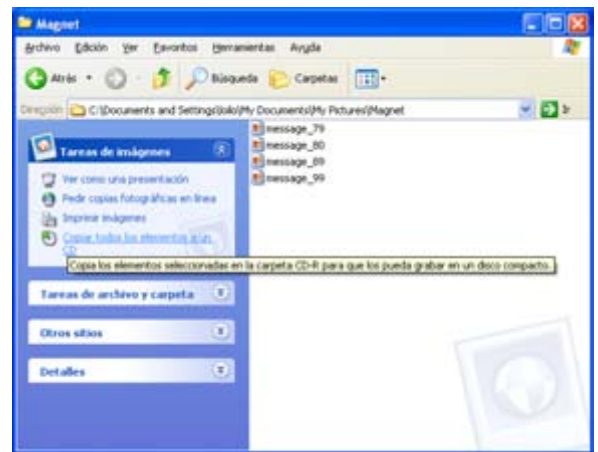 Magnet
Archivo Edición Ver Favoritos Herramientas Ayuda
Atrás Búsqueda Carpetas
Dirección C:\Documents and Settings\lolo\My Documents\My Pictures\Magnet Ir
Tareas de imágenes
Ver como una presentación
Pedir copias fotográficas en línea
Imprimir imágenes
Copiar todos los elementos a un
CD
Copia los elementos seleccionadas en la carpeta CD-R para que los pueda grabar en un disco compacto.
Tareas de archivo y carpeta
Otros sitios
Detalles
message_79
message_80
message_89
message_99